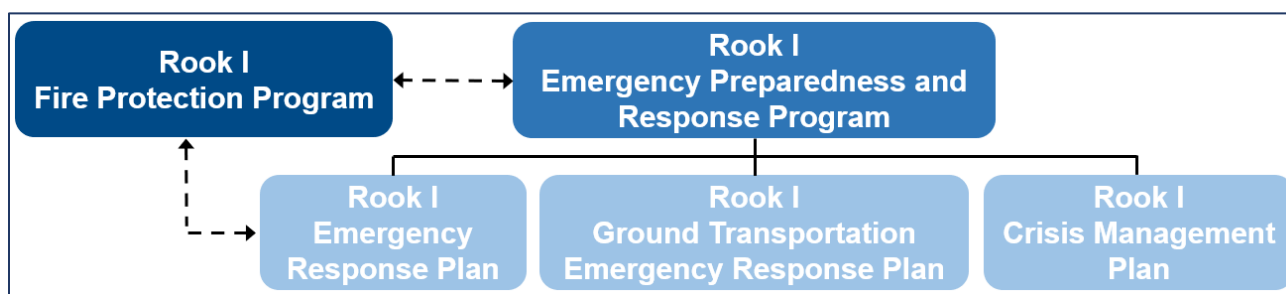 Rook I
Fire Protection Program
Rook I
Emergency Preparedness and
Response Program
Rook I
Emergency
Response Plan
Rook I
Ground Transportation
Emergency Response Plan
Rook I
Crisis Management
Plan